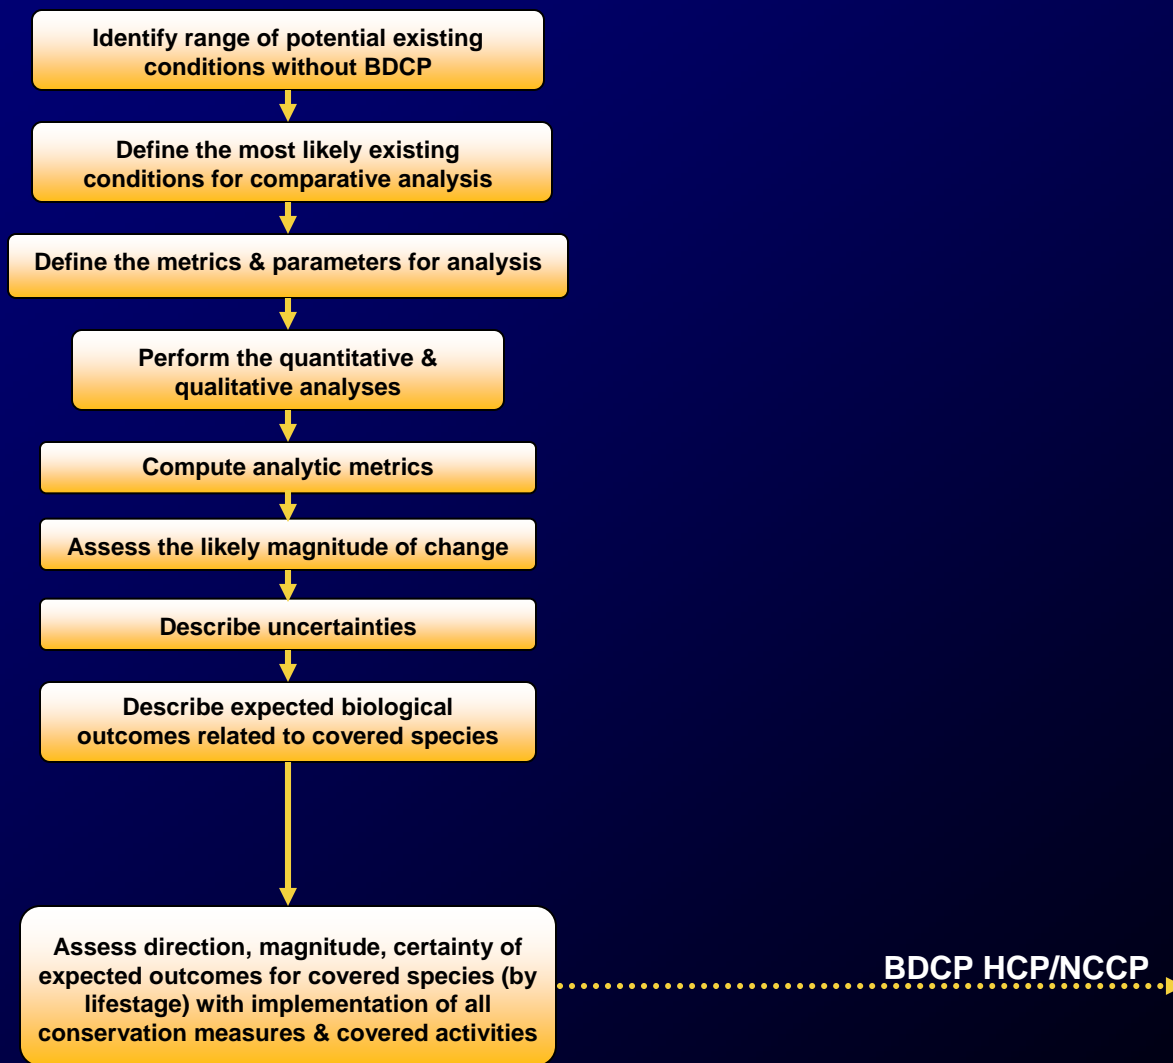 Identify range of potential existing
conditions without BDCP
Define the most likely existing
conditions for comparative analysis
Define the metrics & parameters for analysis
Perform the quantitative &
qualitative analyses
Compute analytic metrics
Assess the likely magnitude of change
Describe uncertainties
Describe expected biological
outcomes related to covered species
Assess direction, magnitude, certainty of
expected outcomes for covered species (by
lifestage) with implementation of all
conservation measures & covered activities
BDCP HCP/NCCP